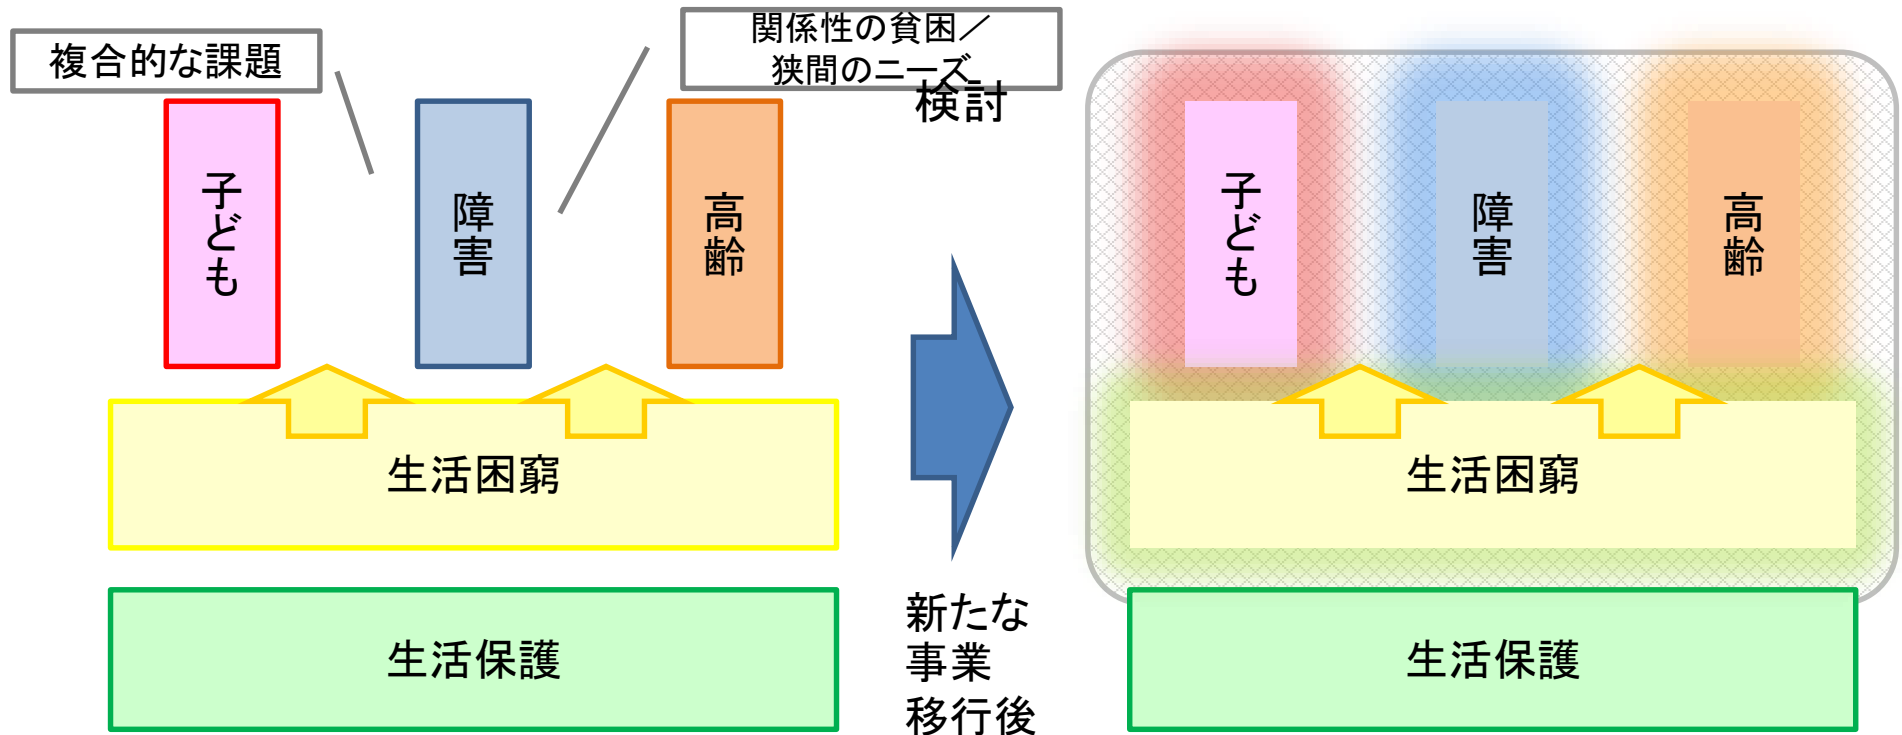 複合的な課題
関係性の貧困／
狭間のニーズ
検討
子ども
障害
高齢
生活困窮
生活保護
新たな
事業
移行後
子ども
障害
高齢
生活困窮
生活保護